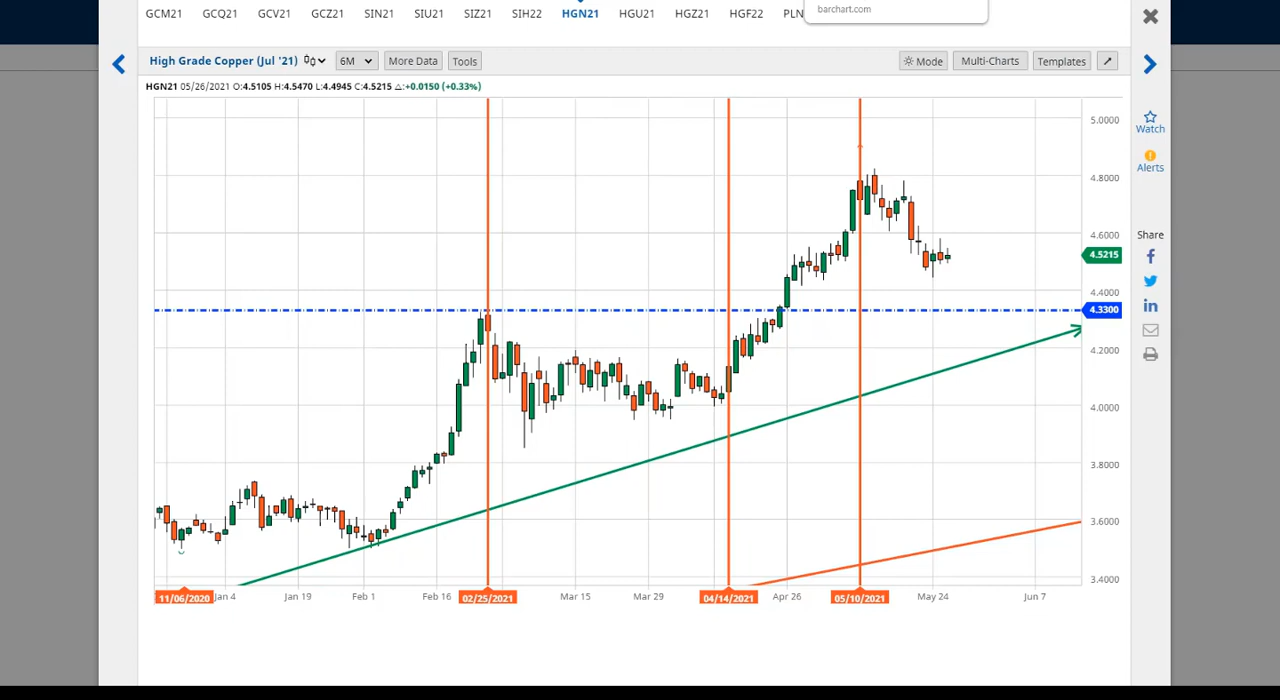 GCM21 GCQ21 GCV21 GCZ21 SIN21 SIU21 SIZ21 SIH22 HGN21 HGU21 HGZ21 HGF22 PLN
barchart.com
High Grade Copper (Jul '21) 6M More Data Tools Mode Multi-Charts Templates
HGN21 05/26/2021 O:4.5105 H:4.5470 L:4.4945 C:4.5215 △:+0.0150 (+0.33%)
5.0000
Watch
Alerts
4.8000
Share
4.6000
4.5215
4.4000
4.3300
4.2000
4.0000
3.8000
3.6000
3.4000
11/06/2020 Jan 4 Jan 19 Feb 1 Feb 16 02/25/2021 Mar 15 Mar 29 04/14/2021 Apr 26 05/10/2021 May 24 Jun 7